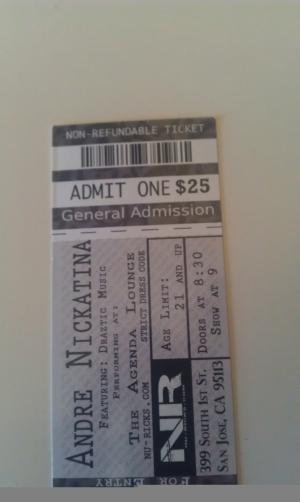 NON-REFUNDABLE TICKET
ADMIT ONE $25
General Admission
ANDRE NICKATINA
FEATURING: DRAZTIC MUSIC
PERFORMING AT:
THE AGENDA LOUNGE
NU-RICKS.COM STRICT DRESS CODE
AGE LIMIT:
21 AND UP
NR
DOORS AT 8:30
SHOW AT 9
399 SOUTH 1ST ST.
SAN JOSE, CA 95113
FOR ENTRY